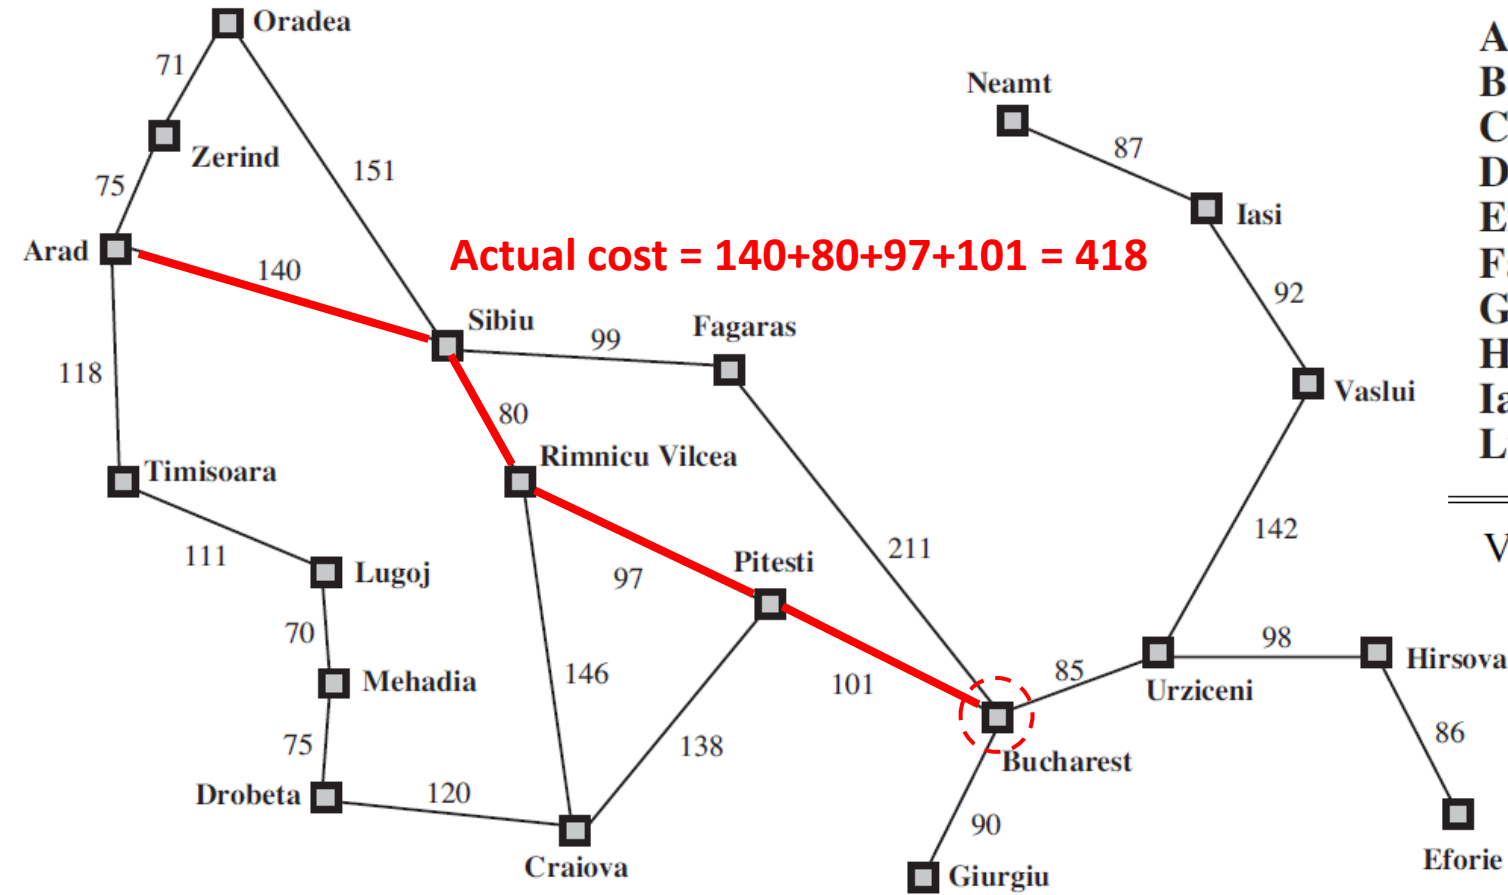 Oradea
71
Neamt
Zerind
87
151
75
Iasi
Arad
140
Actual cost = 140+80+97+101 = 418
92
Sibiu
99
Fagaras
118
Vaslui
80
Rimnicu Vilcea
Timisoara
142
111
211
Pitesti
Lugoj
97
70
98
Hirsova
146
85
Mehadia
101
Urziceni
75
138
86
Bucharest
Drobeta
120
90
Craiova
Giurgiu
Eforie
A
B
C
D
E
F
G
H
Ia
L
V